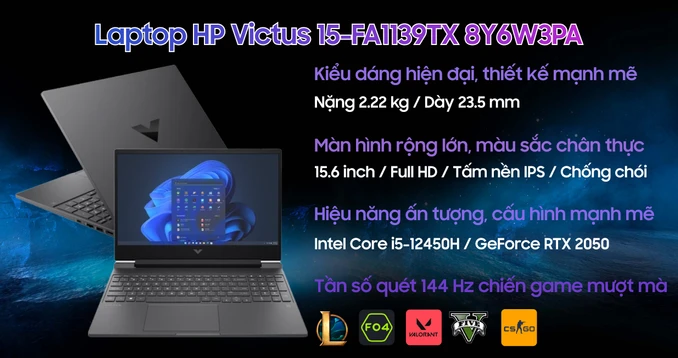 Laptop HP Victus 15-FA1139TX 8Y6W3PA
Kiểu dáng hiện đại, thiết kế mạnh mẽ
Nặng 2.22 kg / Dày 23.5 mm
Màn hình rộng lớn, màu sắc chân thực
15.6 inch / Full HD / Tấm nền IPS / Chống chói
Hiệu năng ấn tượng, cấu hình mạnh mẽ
Intel Core i5-12450H / GeForce RTX 2050
Tần số quét 144 Hz chiến game mượt mà
L
FO4
VALORANT
V
FIVE
CS GO